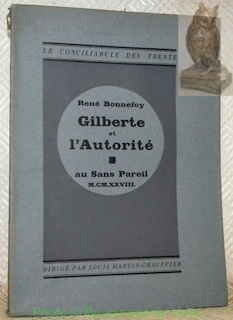 LE CONCILIABULE DES TRENTE
René Bonnefoy
Gilberte
et
l'Autorité
au Sans Pareil
M.CM.XXVIII.
DIRIGÉ PAR LOUIS MARTIN-CHAUFFIER